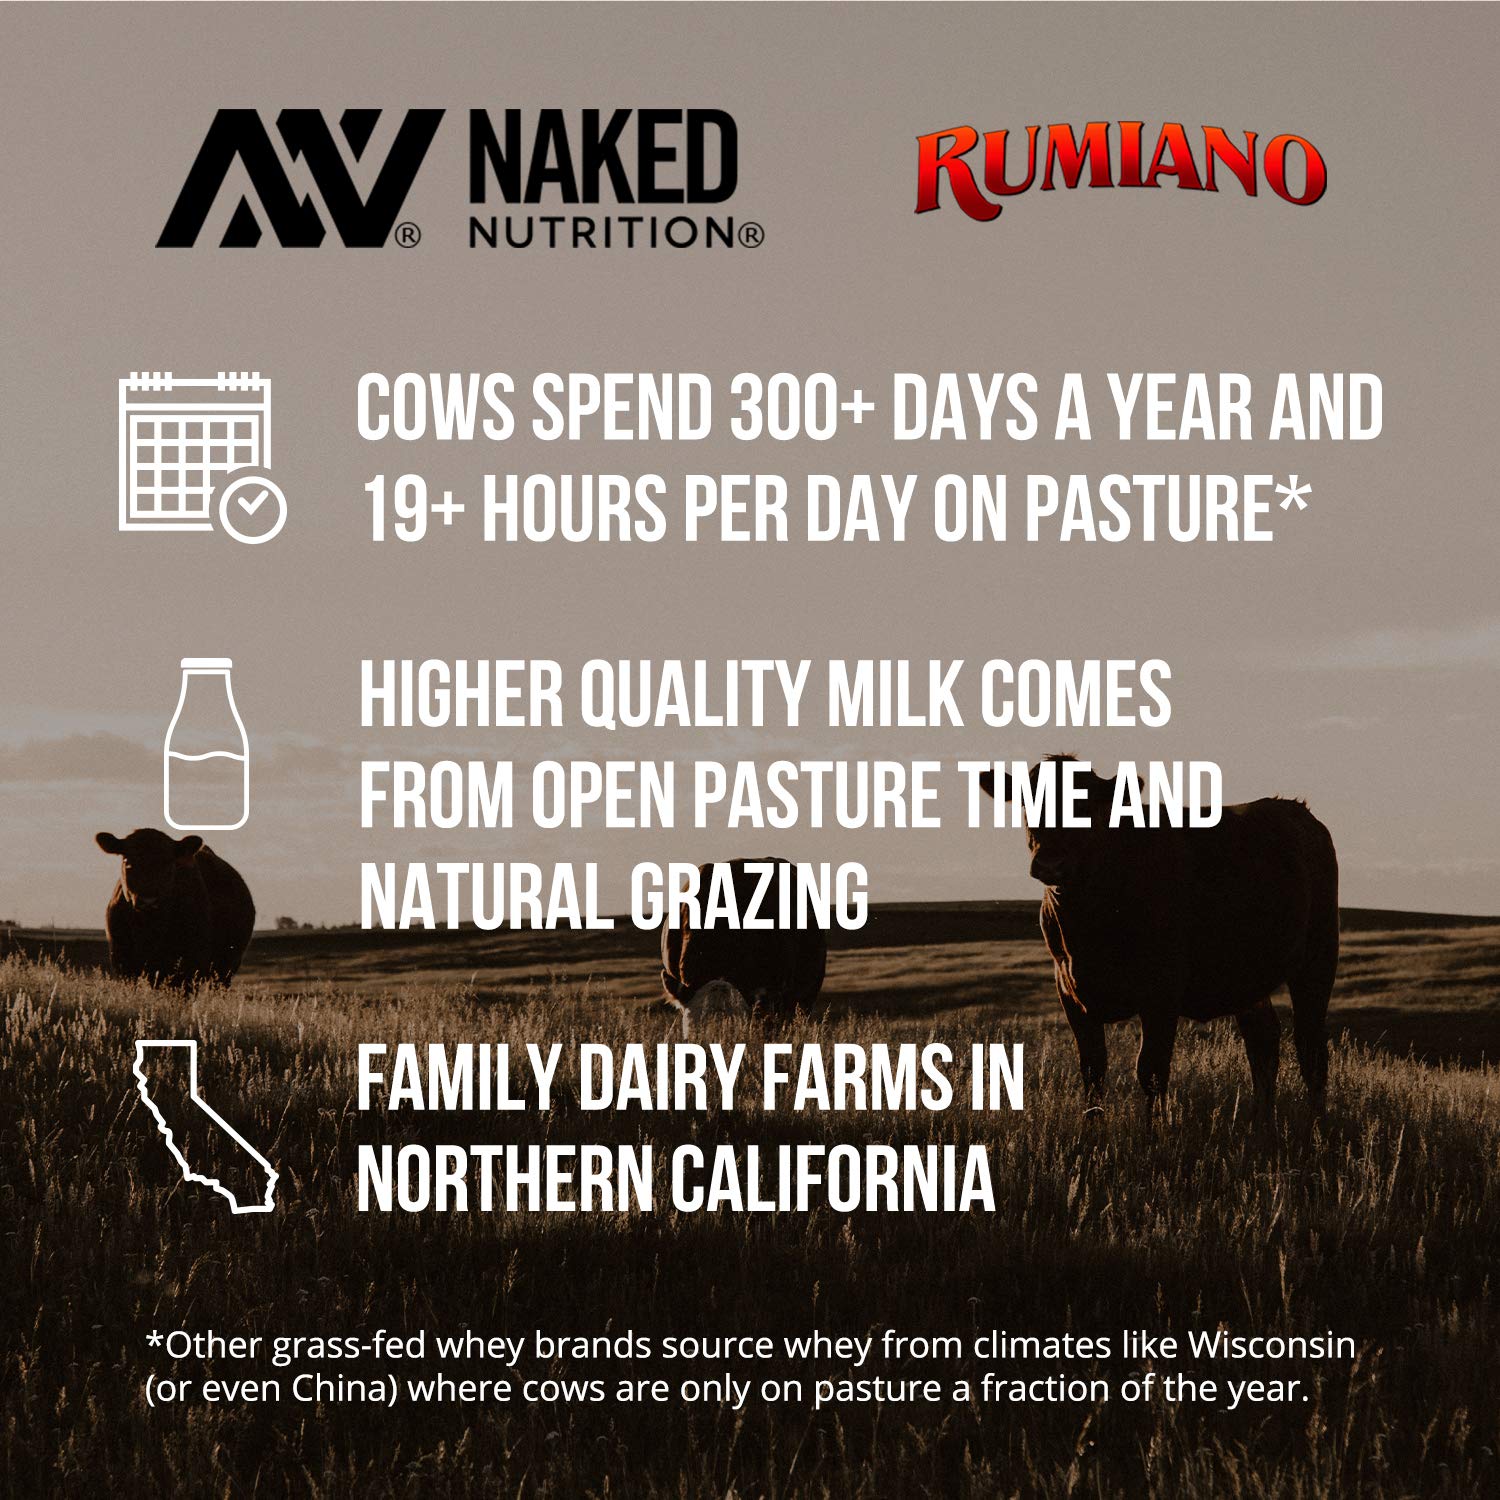 NAKED
NUTRITION®
RUMIANO
COWS SPEND 300+ DAYS A YEAR AND
19+ HOURS PER DAY ON PASTURE*
HIGHER QUALITY MILK COMES
FROM OPEN PASTURE TIME AND
NATURAL GRAZING
FAMILY DAIRY FARMS IN
NORTHERN CALIFORNIA
*Other grass-fed whey brands source whey from climates like Wisconsin
(or even China) where cows are only on pasture a fraction of the year.